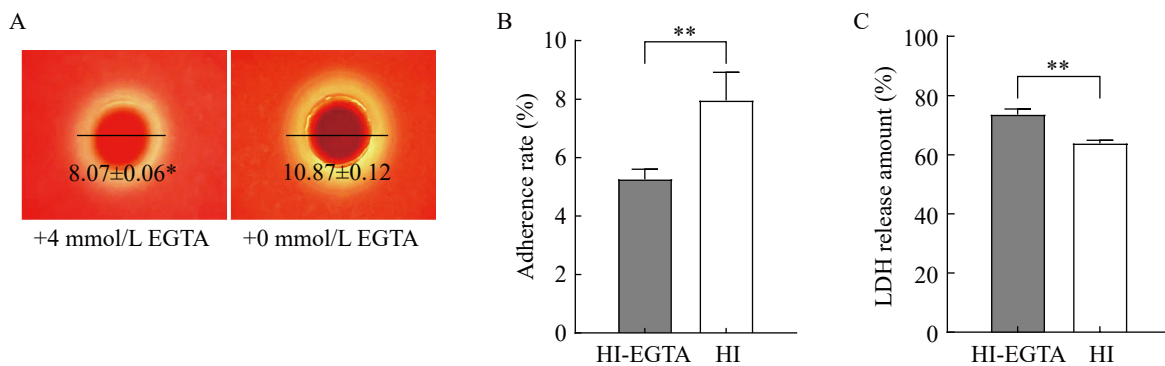 A
8.07±0.06*
10.87±0.12
+4 mmol/L EGTA
+0 mmol/L EGTA
B
**
10
8
6
4
2
0
Adherence rate (%)
HI-EGTA
HI
C
**
100
80
60
40
20
0
LDH release amount (%)
HI-EGTA
HI